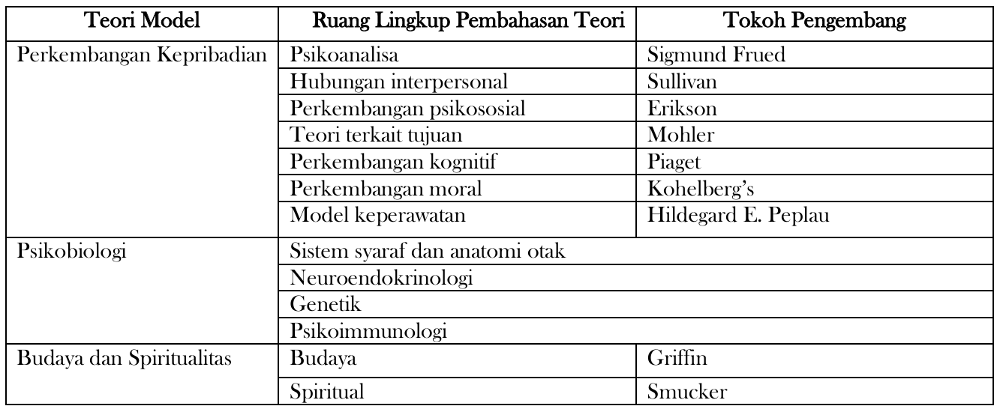 Teori Model Ruang Lingkup Pembahasan Teori Tokoh Pengembang
Perkembangan Kepribadian Psikoanalisa Sigmund Frued
Hubungan interpersonal Sullivan
Perkembangan psikososial Erikson
Teori terkait tujuan Mohler
Perkembangan kognitif Piaget
Perkembangan moral Kohelberg’s
Model keperawatan Hildegard E. Peplau
Psikobiologi Sistem syaraf dan anatomi otak
Neuroendokrinologi
Genetik
Psikoimmunologi
Budaya dan Spiritualitas Budaya Griffin
Spiritual Smucker